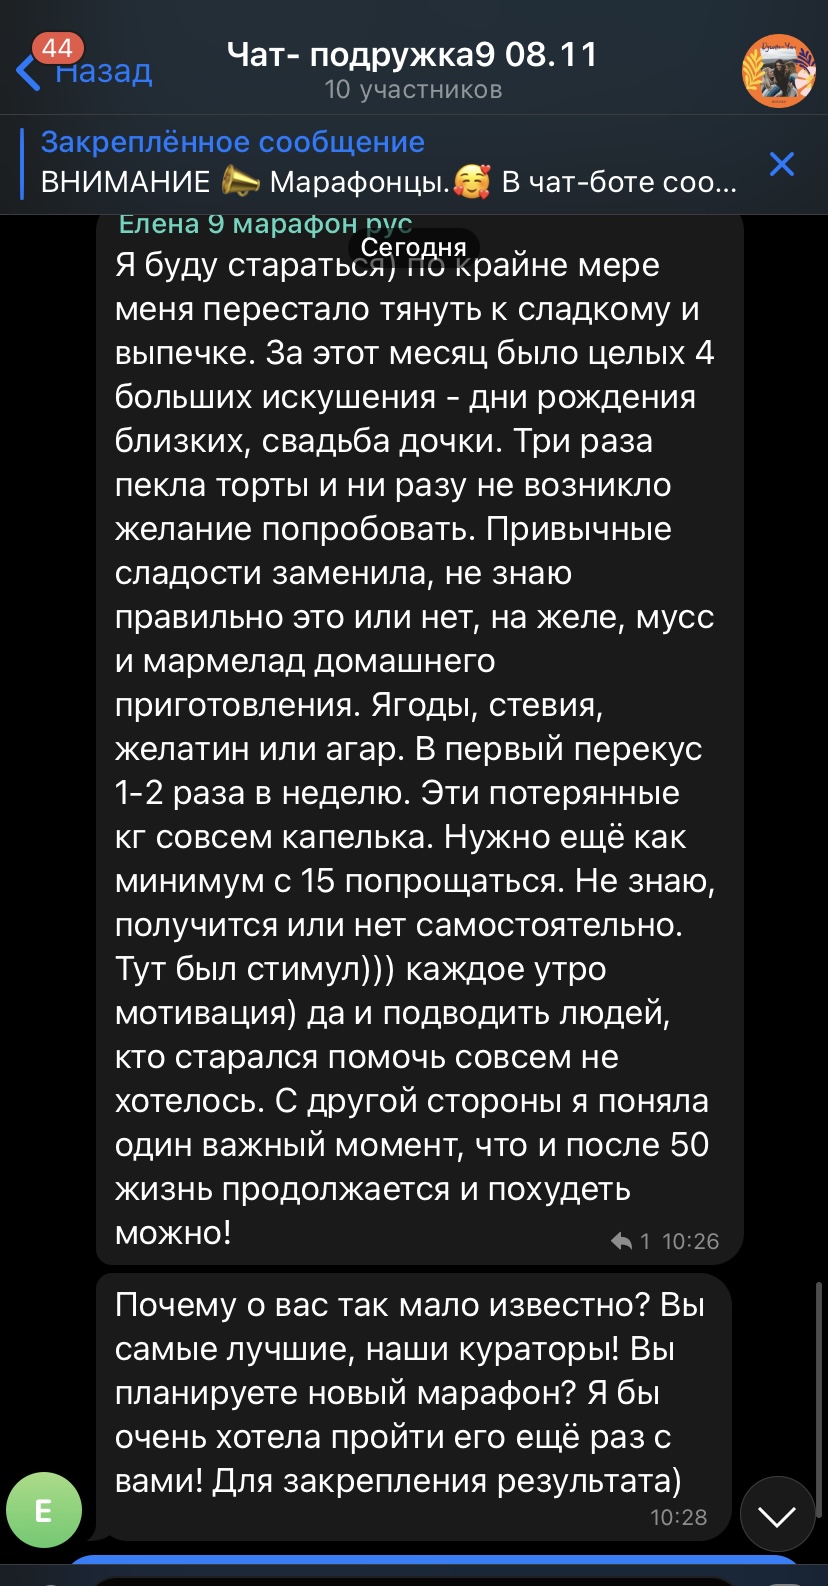 44
Назад
Чат- подружка9 08.11
10 участников
Закреплённое сообщение
ВНИМАНИЕ 📣 Марафонцы.🥰 В чат-боте соо...
Елена 9 марафон рус
Сегодня
Я буду стараться) по крайне мере
меня перестало тянуть к сладкому и
выпечке. За этот месяц было целых 4
больших искушения - дни рождения
близких, свадьба дочки. Три раза
пекла торты и ни разу не возникло
желание попробовать. Привычные
сладости заменила, не знаю
правильно это или нет, на желе, мусс
и мармелад домашнего
приготовления. Ягоды, стевия,
желатин или агар. В первый перекус
1-2 раза в неделю. Эти потерянные
кг совсем капелька. Нужно ещё как
минимум с 15 попрощаться. Не знаю,
получится или нет самостоятельно.
Тут был стимул))) каждое утро
мотивация) да и подводить людей,
кто старался помочь совсем не
хотелось. С другой стороны я поняла
один важный момент, что и после 50
жизнь продолжается и похудеть
можно!
1 10:26
Почему о вас так мало известно? Вы
самые лучшие, наши кураторы! Вы
планируете новый марафон? Я бы
очень хотела пройти его ещё раз с
вами! Для закрепления результата)
10:28
Е